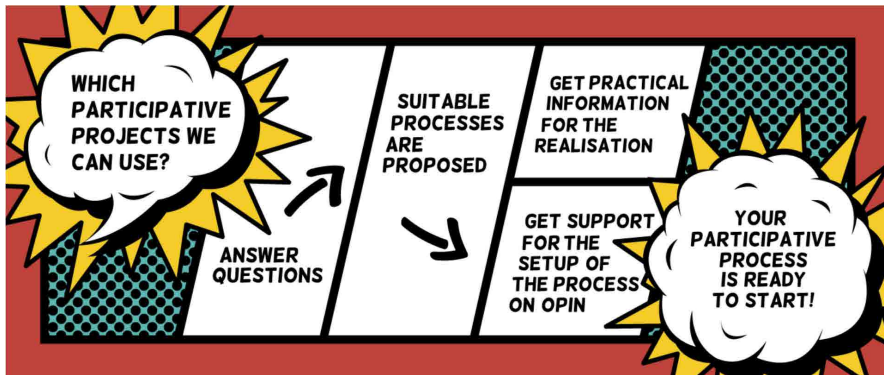 WHICH
PARTICIPATIVE
PROJECTS WE
CAN USE?
ANSWER
QUESTIONS
SUITABLE
PROCESSES
ARE
PROPOSED
GET PRACTICAL
INFORMATION
FOR THE
REALISATION
GET SUPPORT
FOR THE
SETUP OF
THE PROCESS
ON OPIN
YOUR
PARTICIPATIVE
PROCESS
IS READY
TO START!